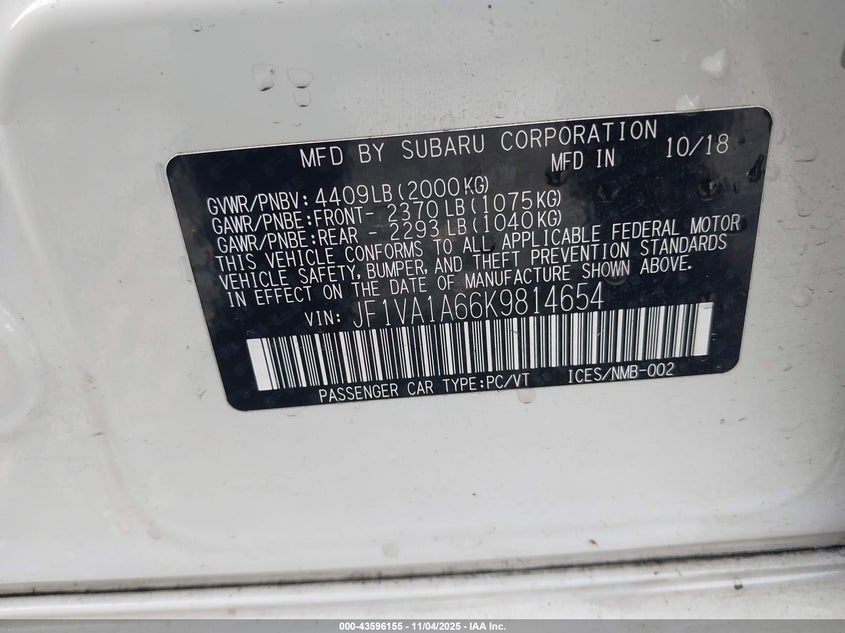 MFD BY SUBARU CORPORATION
MFD IN 10/18
GVWR/PNBV: 4409LB(2000KG)
GAWR/PNBE:FRONT- 2370LB(1075KG)
GAWR/PNBE:REAR - 2293LB(1040KG)
THIS VEHICLE CONFORMS TO ALL APPLICABLE FEDERAL MOTOR
VEHICLE SAFETY, BUMPER, AND THEFT PREVENTION STANDARDS
IN EFFECT ON THE DATE OF MANUFACTURE SHOWN ABOVE.
VIN: JF1VA1A66K9814654
PASSENGER CAR TYPE:PC/VT ICES/NMB-002
000-43596155 - 11/04/2025 - IAA Inc.